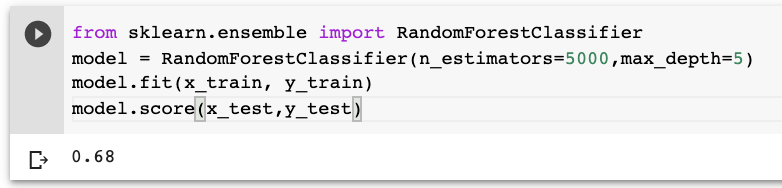 from sklearn.ensemble import RandomForestClassifier
model = RandomForestClassifier(n_estimators=5000,max_depth=5)
model.fit(x_train, y_train)
model.score(x_test,y_test)
0.68